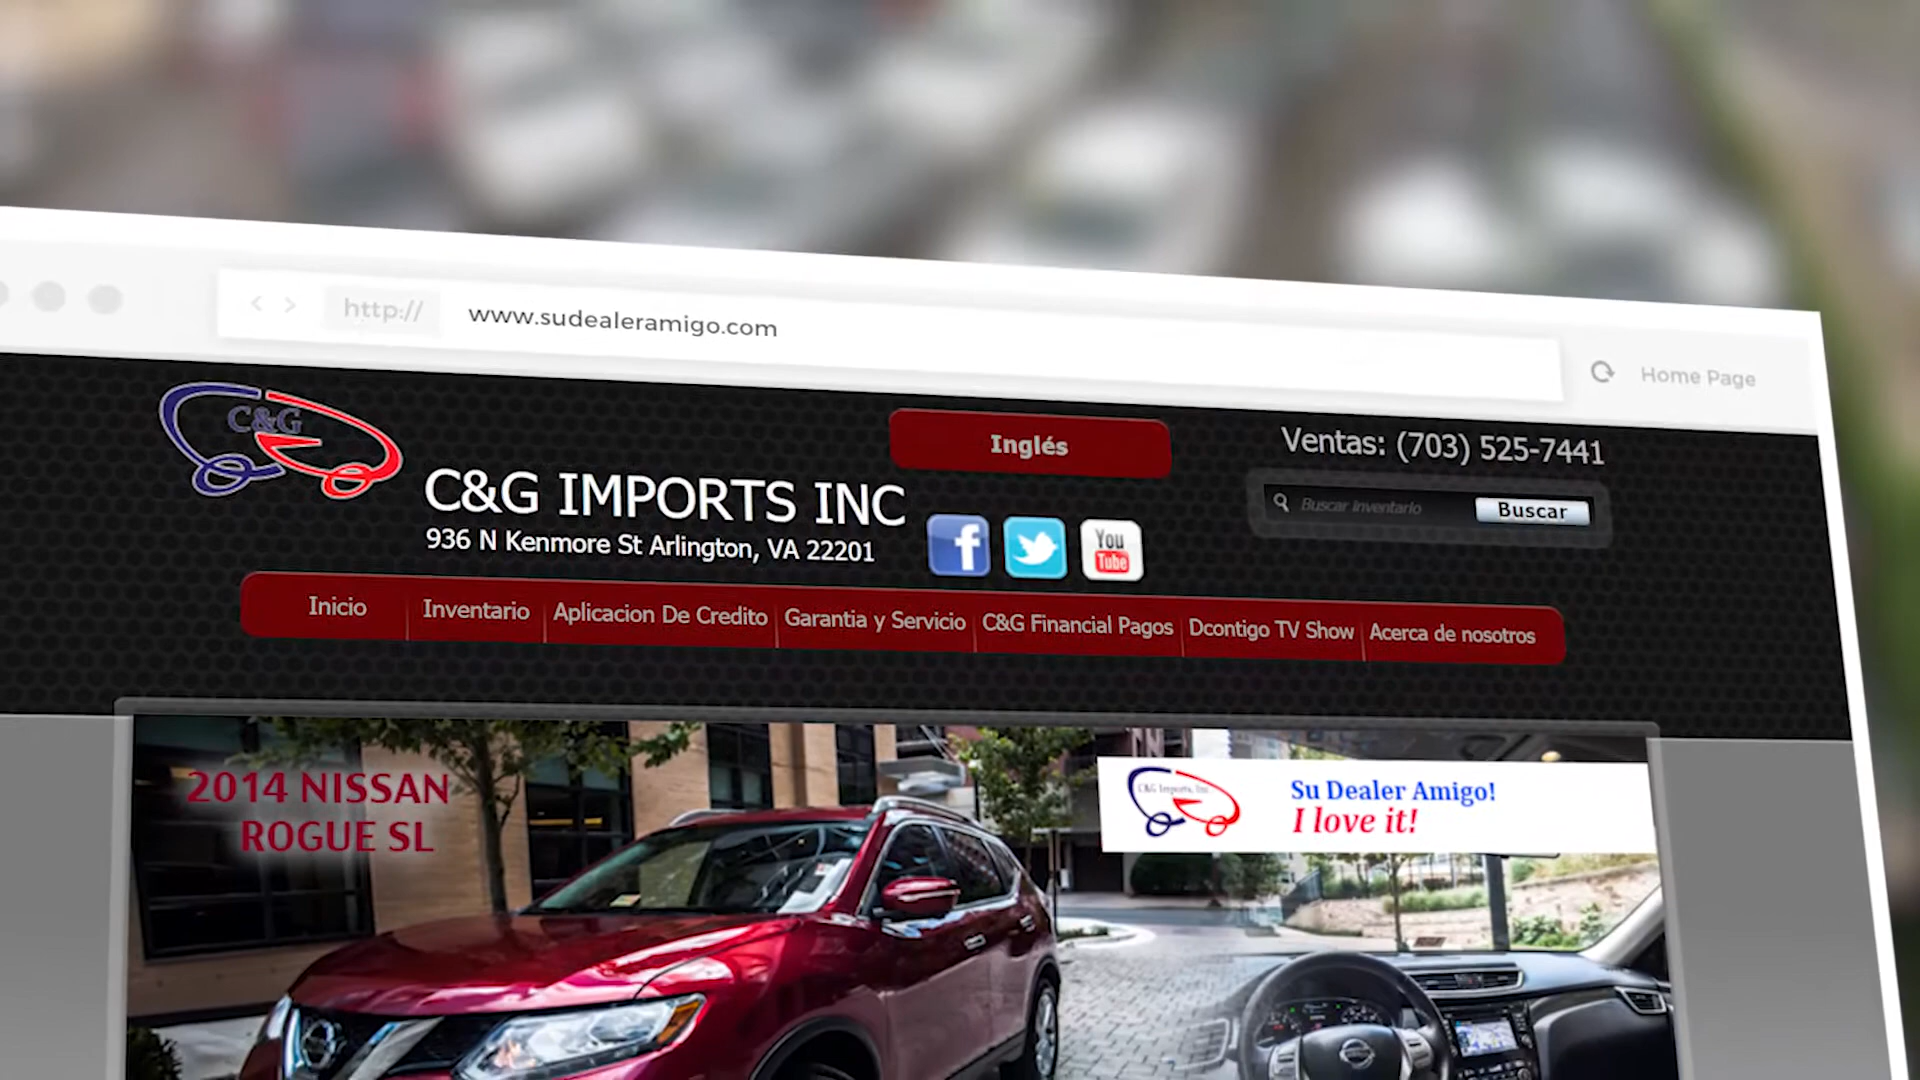 http:// www.sudealeramigo.com
Home Page
C&G
Inglés
Ventas: (703) 525-7441
C&G IMPORTS INC
Buscar Inventario
Buscar
936 N Kenmore St Arlington, VA 22201
You
Tube
Inicio
Inventario
Aplicacion De Credito
Garantia y Servicio
C&G Financial Pagos
Dcontigo TV Show
Acerca de nosotros
2014 NISSAN
ROGUE SL
C&G Imports, Inc
Su Dealer Amigo!
I love it!